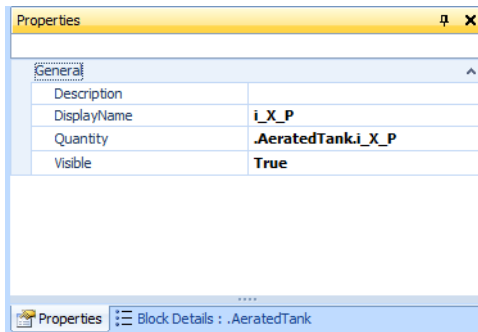 Properties
General
Description
DisplayName i_X_P
Quantity .AeratedTank.i_X_P
Visible True
Properties Block Details : .AeratedTank